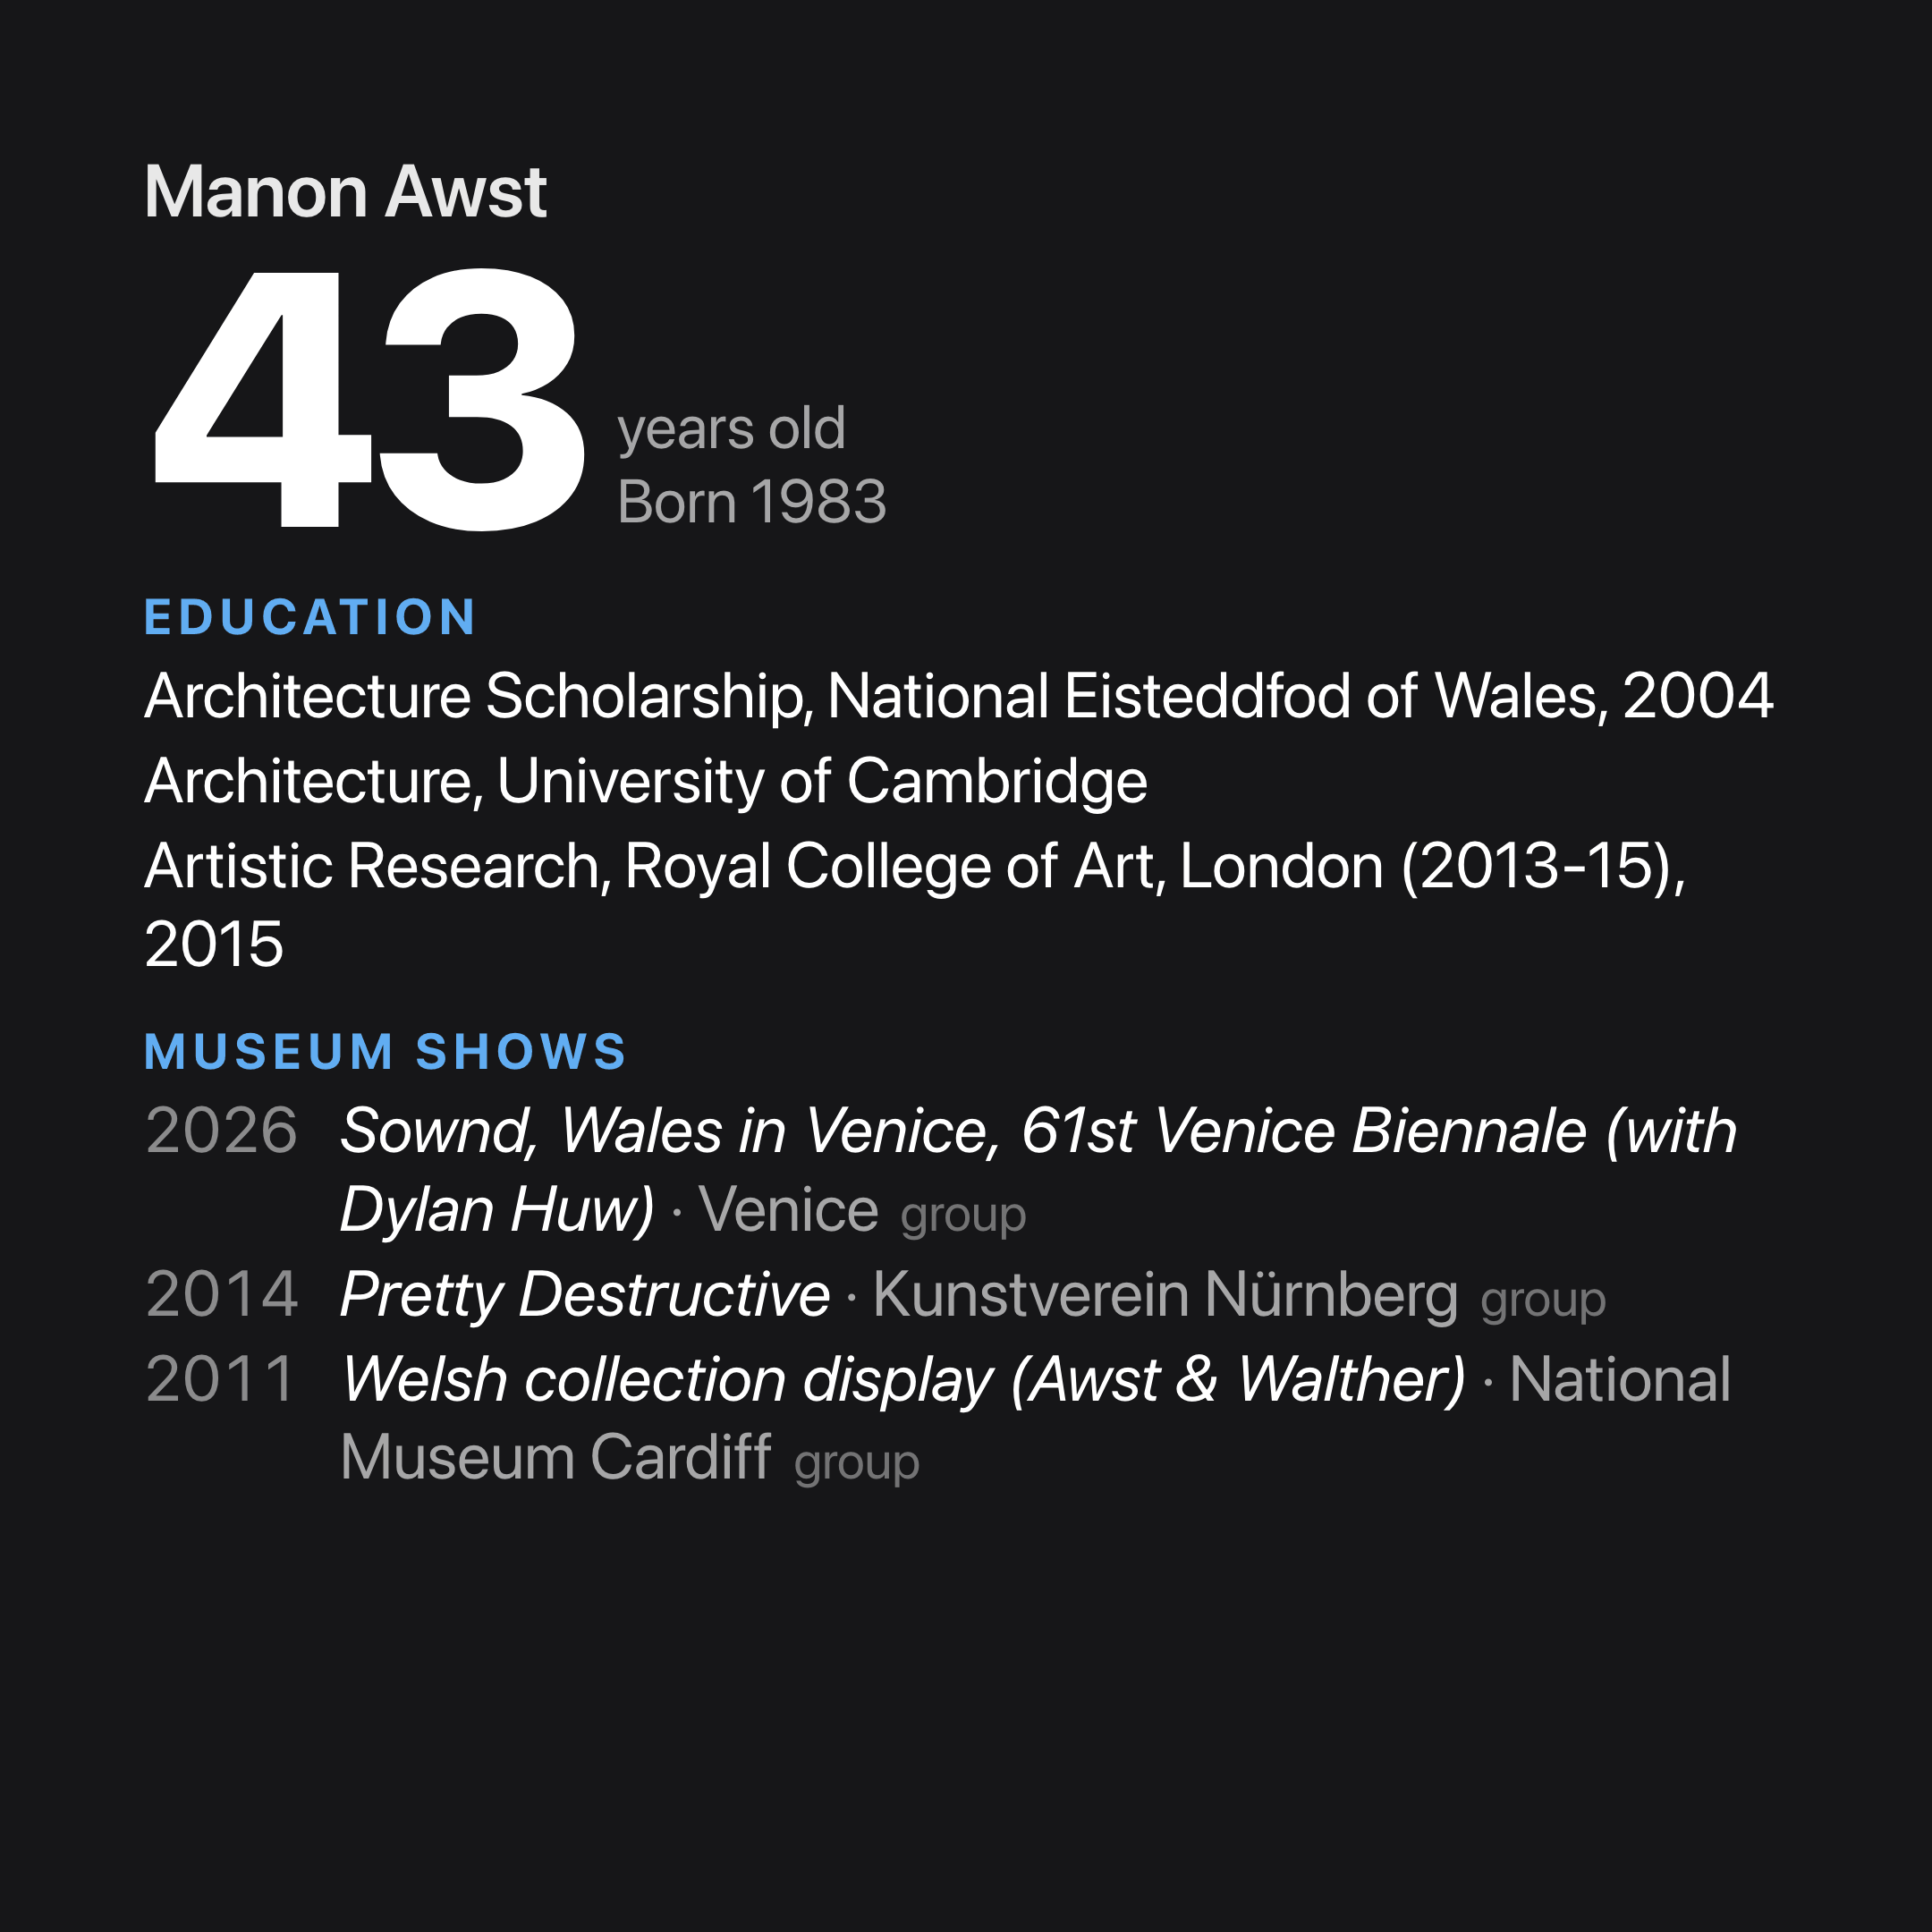 Manon Awst
43
years old
Born 1983
EDUCATION
Architecture Scholarship, National Eisteddfod of Wales, 2004
Architecture, University of Cambridge
Artistic Research, Royal College of Art, London (2013-15),
2015
MUSEUM SHOWS
2026 Sownd, Wales in Venice, 61st Venice Biennale (with
Dylan Huw) · Venice group
2014 Pretty Destructive · Kunstverein Nürnberg group
2011 Welsh collection display (Awst & Walther) · National
Museum Cardiff group